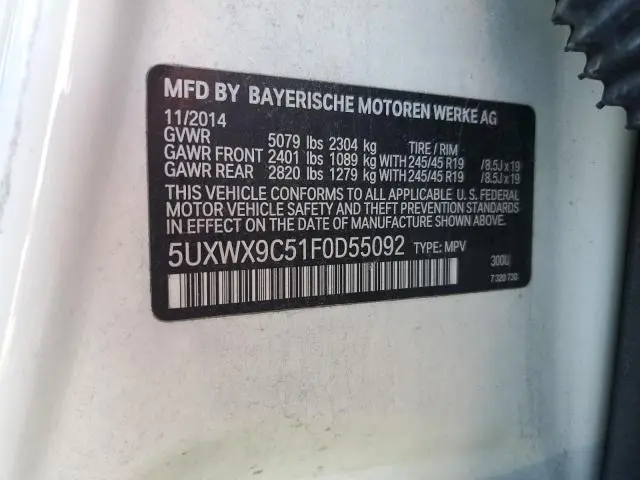 MFD BY BAYERISCHE MOTOREN WERKE AG
11/2014
GVWR 5079 lbs 2304 kg TIRE / RIM
GAWR FRONT 2401 lbs 1089 kg WITH 245/45 R19 /8.5J x 19
GAWR REAR 2820 lbs 1279 kg WITH 245/45 R19 /8.5J x 19
THIS VEHICLE CONFORMS TO ALL APPLICABLE U. S. FEDERAL
MOTOR VEHICLE SAFETY AND THEFT PREVENTION STANDARDS
IN EFFECT ON THE DATE OF MANUFACTURE SHOWN ABOVE.
5UXWX9C51F0D55092 TYPE: MPV
300U
7 320 730